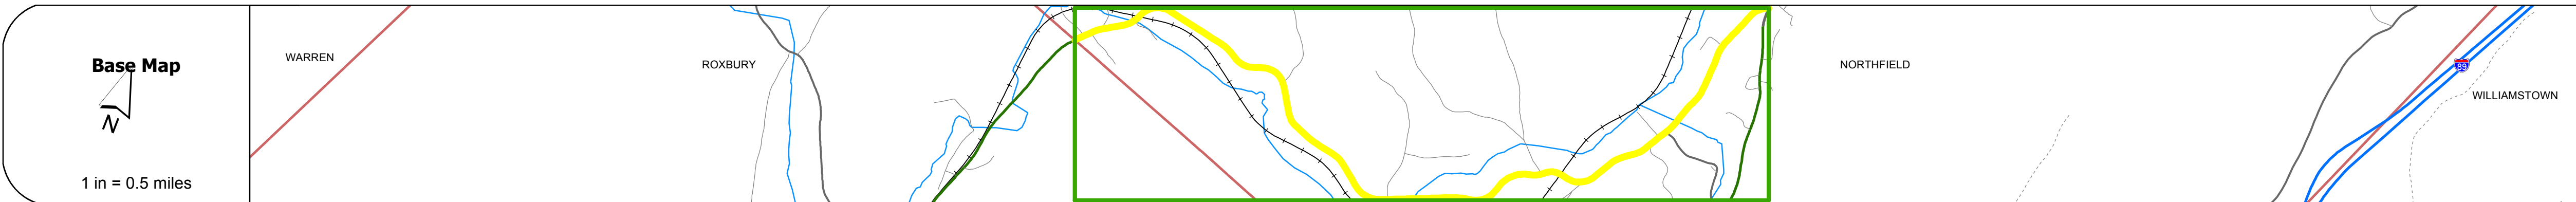 Base Map
N
1 in = 0.5 miles
WARREN
ROXBURY
NORTHFIELD
89
WILLIAMSTOWN